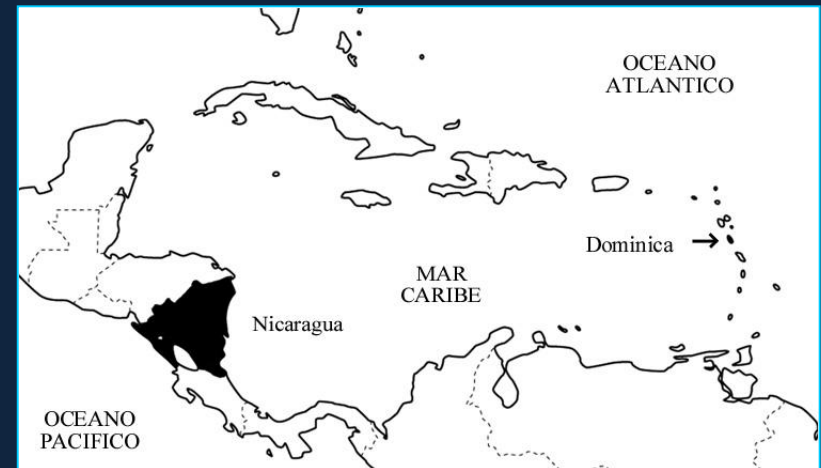 OCEANO
ATLANTICO
Dominica
MAR
CARIBE
Nicaragua
OCEANO
PACIFICO